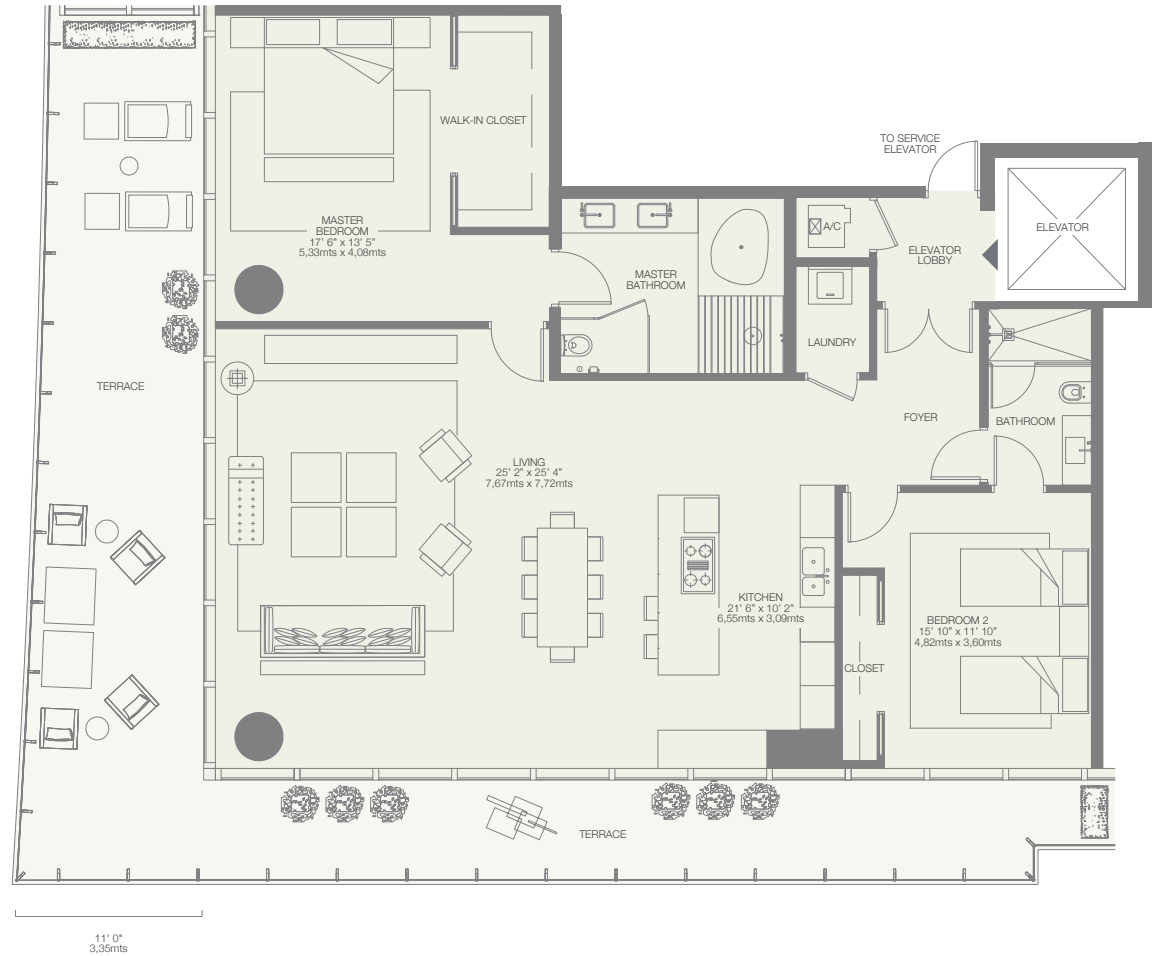 WALK-IN CLOSET
TO SERVICE
ELEVATOR
MASTER
BEDROOM
17' 6" x 13' 5"
5,33mts x 4,08mts
A/C
ELEVATOR
ELEVATOR
LOBBY
MASTER
BATHROOM
LAUNDRY
TERRACE
FOYER
BATHROOM
LIVING
25' 2" x 25' 4"
7,67mts x 7,72mts
KITCHEN
21' 6" x 10' 2"
6,55mts x 3,09mts
BEDROOM 2
15' 10" x 11' 10"
4,82mts x 3,60mts
CLOSET
TERRACE
11' 0"
3,35mts